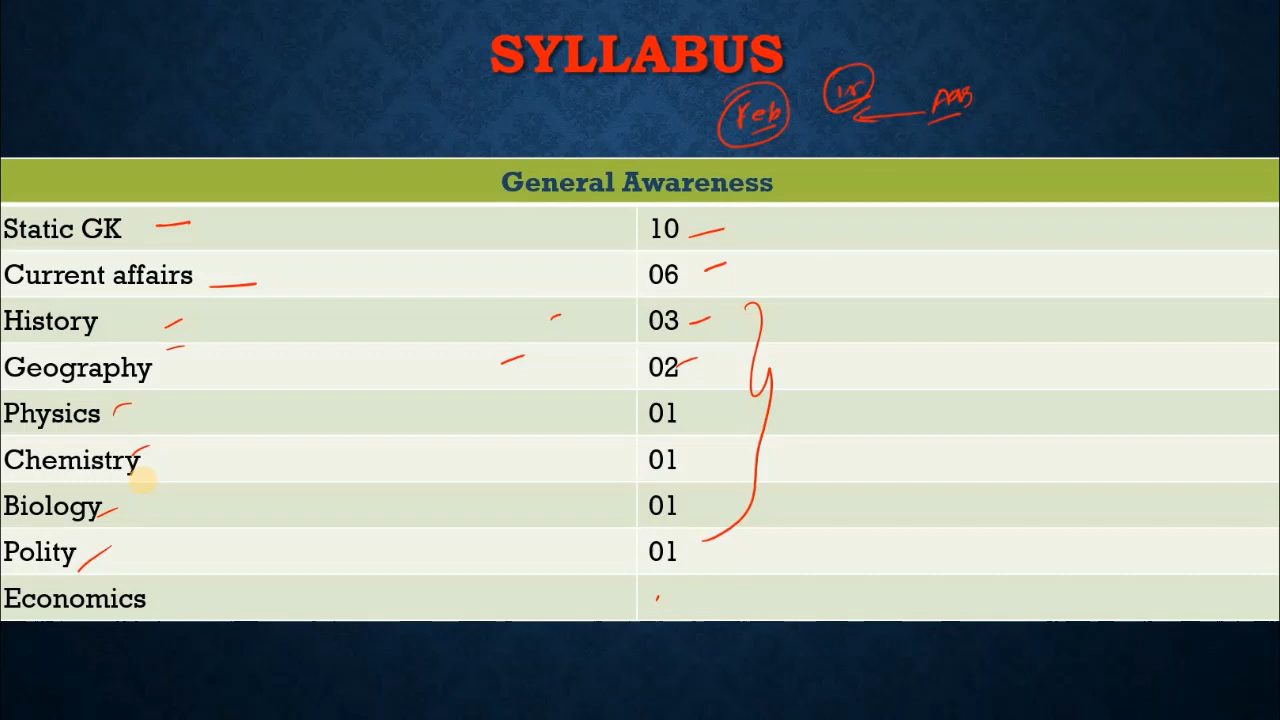 SYLLABUS
Feb
General Awareness
Static GK 10
Current affairs 06
History 03
Geography 02
Physics 01
Chemistry 01
Biology 01
Polity 01
Economics